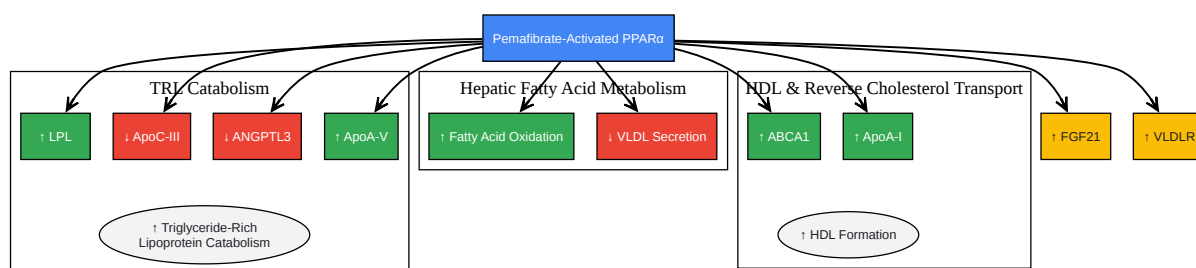 Pemafibrate-Activated PPARα
TRL Catabolism
Hepatic Fatty Acid Metabolism
HDL & Reverse Cholesterol Transport
↑ LPL
↓ ApoC-III
↓ ANGPTL3
↑ ApoA-V
↑ Fatty Acid Oxidation
↓ VLDL Secretion
↑ ABCA1
↑ ApoA-I
↑ FGF21
↑ VLDLR
↑ Triglyceride-Rich
Lipoprotein Catabolism
↑ HDL Formation